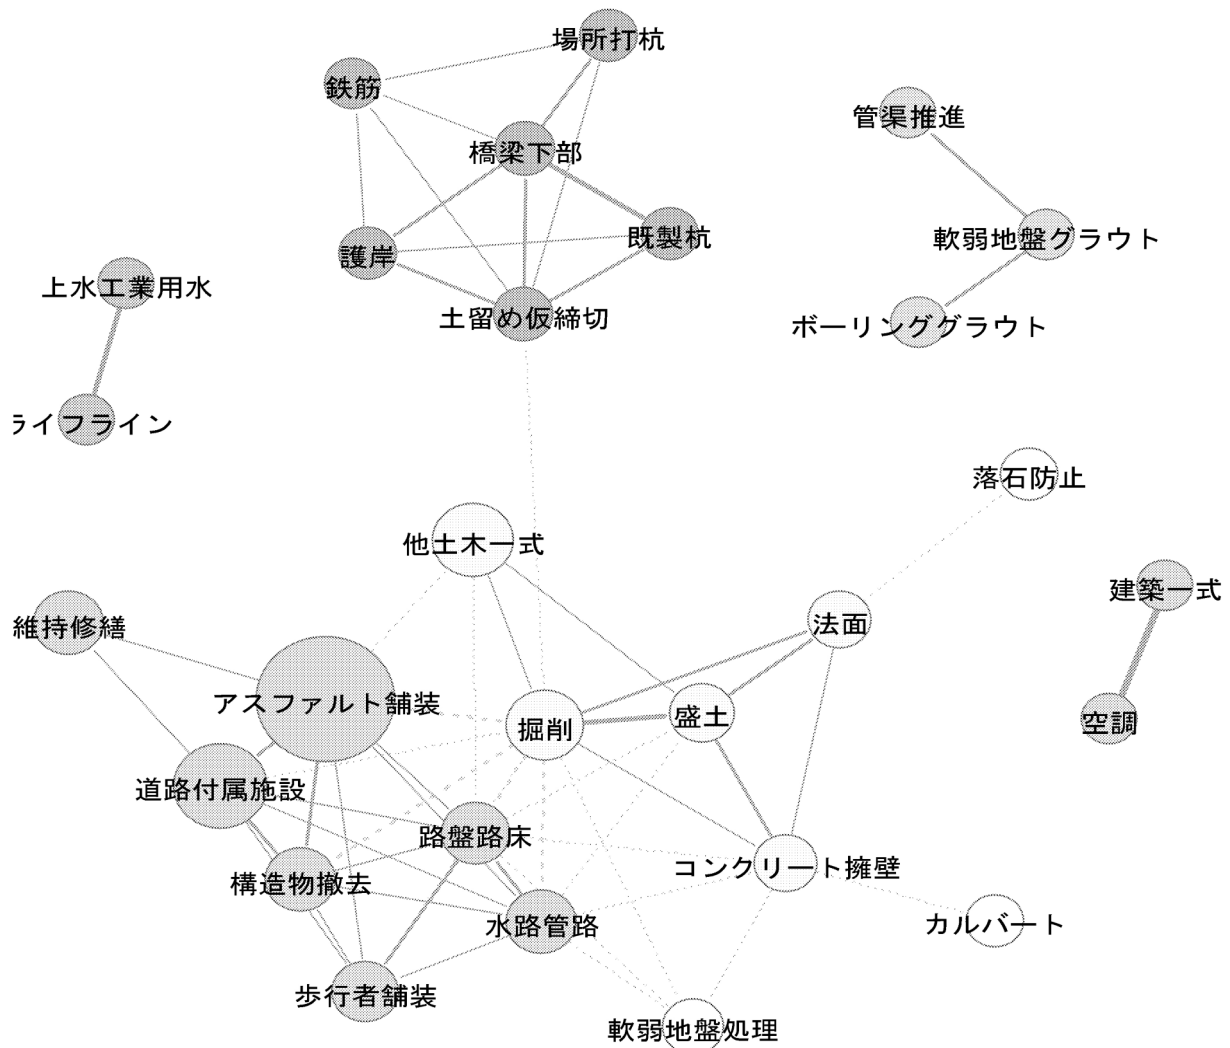 場所打杭
鉄筋
管渠推進
橋梁下部
既製杭
軟弱地盤グラウト
護岸
上水工業用水
土留め仮締切
ボーリンググラウト
ライフライン
落石防止
他土木一式
建築一式
維持修繕
法面
アスファルト舗装
掘削
盛土
空調
道路付属施設
路盤路床
コンクリート擁壁
構造物撤去
水路管路
カルバート
歩行者舗装
軟弱地盤処理